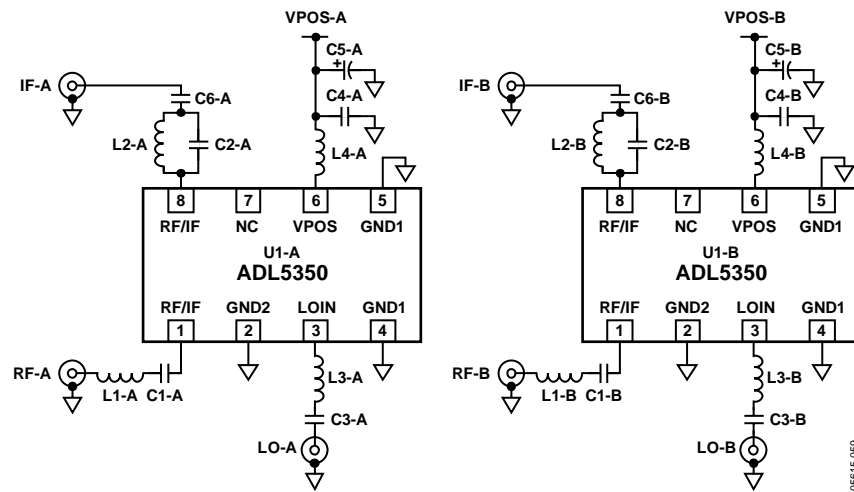 VPOS-A
VPOS-B
C5-A
+
C5-B
+
IF-A
IF-B
C6-A
C4-A
C6-B
C4-B
L2-A
C2-A
L4-A
L2-B
C2-B
L4-B
8 7 6 5
RF/IF NC VPOS GND1
U1-A
ADL5350
RF/IF GND2 LOIN GND1
1 2 3 4
8 7 6 5
RF/IF NC VPOS GND1
U1-B
ADL5350
RF/IF GND2 LOIN GND1
1 2 3 4
RF-A
L1-A C1-A
L3-A
C3-A
LO-A
RF-B
L1-B C1-B
L3-B
C3-B
LO-B
05615-059